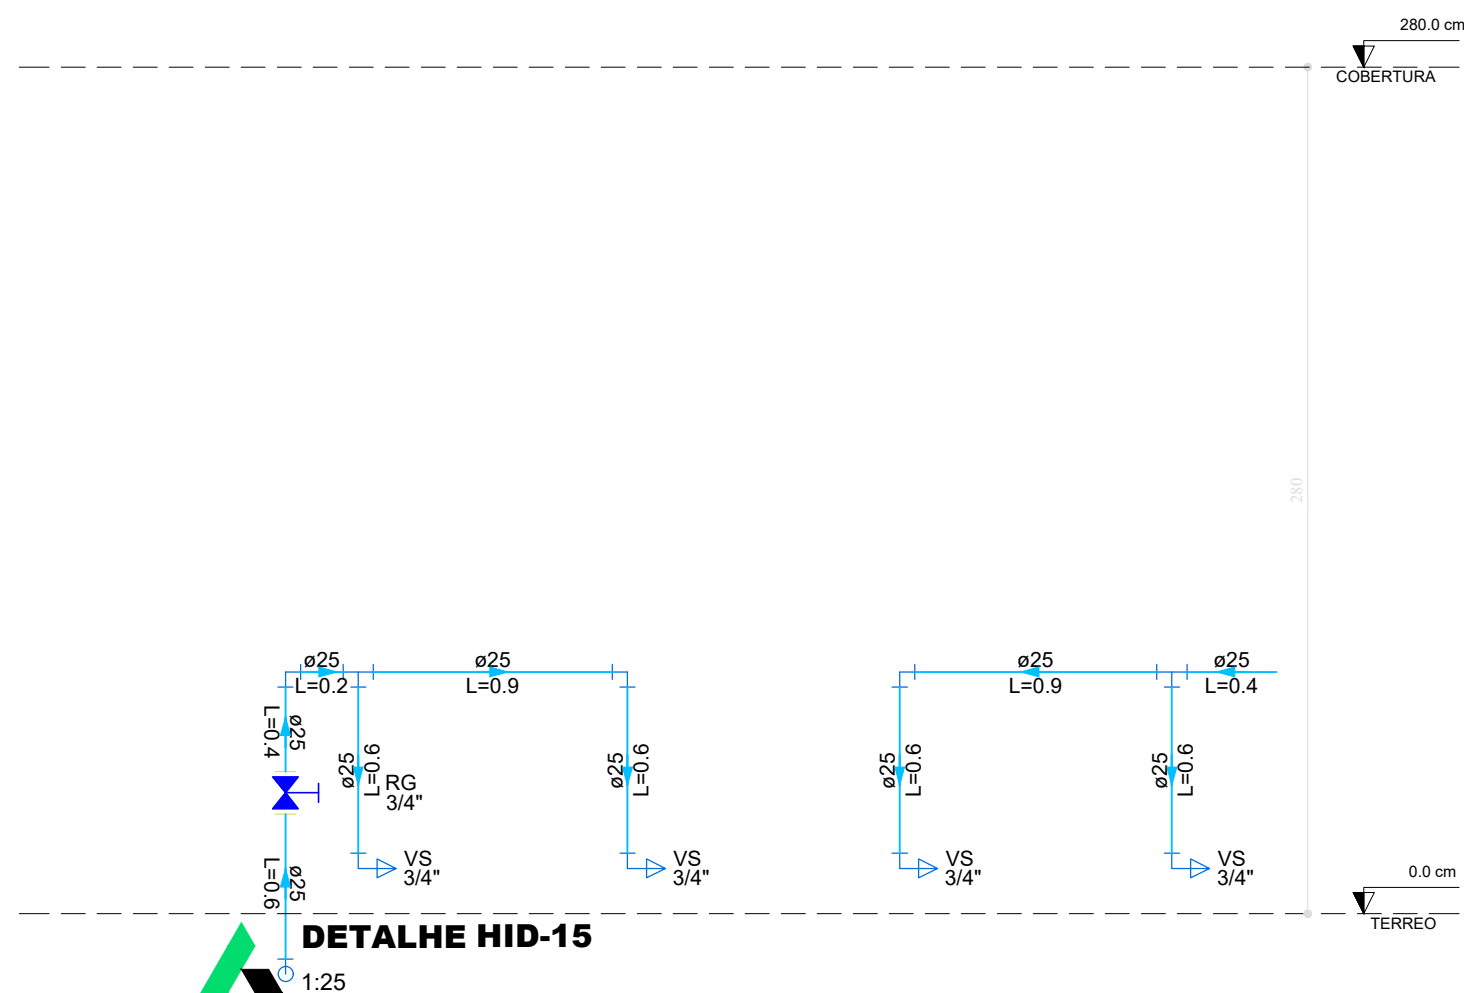 280.0 cm
COBERTURA
280
ø25
L=0.2
ø25
L=0.9
ø25
L=0.9
ø25
L=0.4
ø25
L=0.4
ø25
L=0.6
RG
3/4"
ø25
L=0.6
ø25
L=0.6
ø25
L=0.6
VS
3/4"
VS
3/4"
VS
3/4"
VS
3/4"
ø25
L=0.6
0.0 cm
TERREO
DETALHE HID-15
1:25